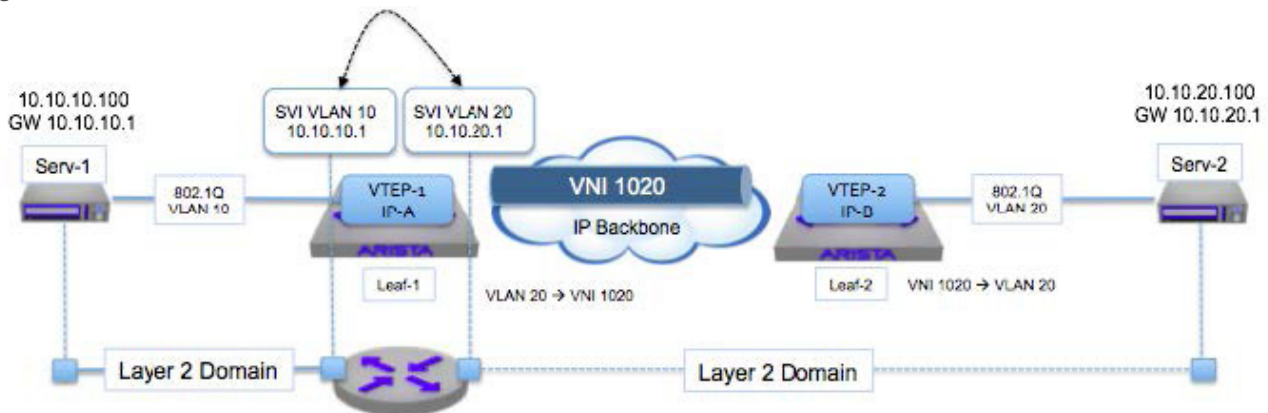 SVI VLAN 10
10.10.10.1
SVI VLAN 20
10.10.20.1
10.10.10.100
GW 10.10.10.1
Serv-1
802.1Q
VLAN 10
VTEP-1
IP-A
ARISTA
Leaf-1
VNI 1020
IP Backbone
VLAN 20 → VNI 1020
VTEP-2
IP-B
ARISTA
Leaf-2
VNI 1020 → VLAN 20
802.1Q
VLAN 20
10.10.20.100
GW 10.10.20.1
Serv-2
Layer 2 Domain
Layer 2 Domain